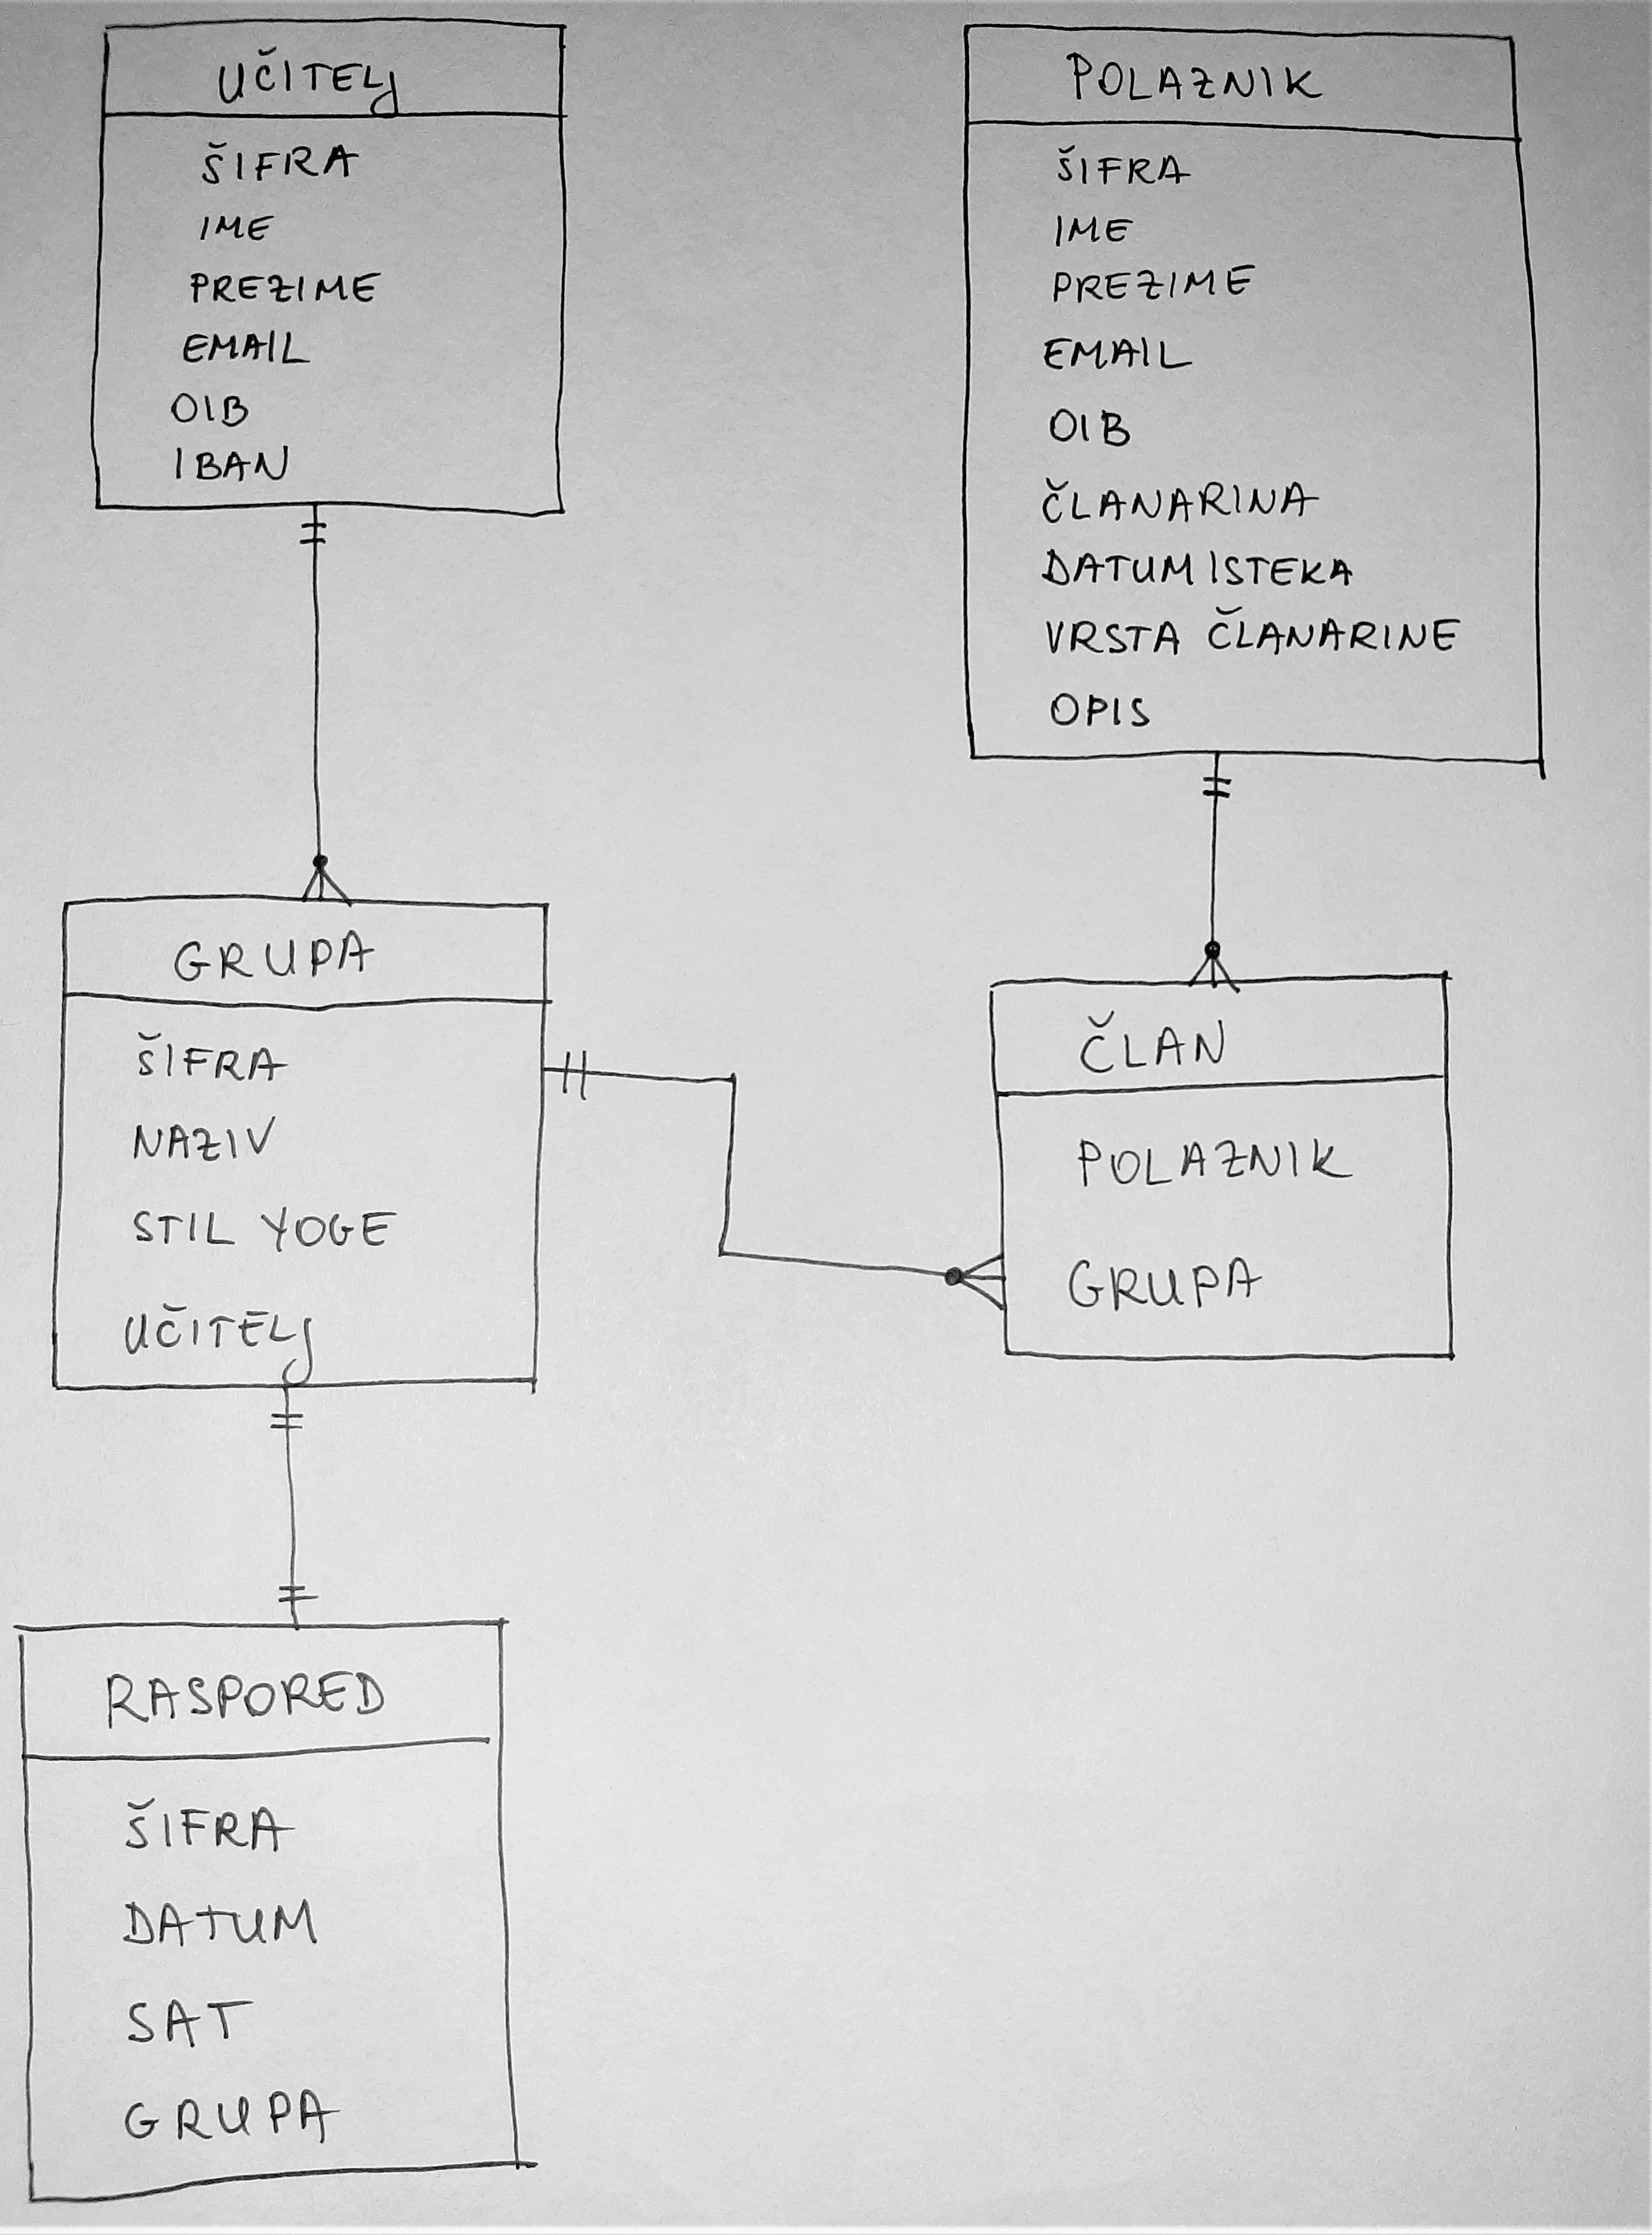 UČITELJ
ŠIFRA
IME
PREZIME
EMAIL
OIB
IBAN
POLAZNIK
ŠIFRA
IME
PREZIME
EMAIL
OIB
ČLANARINA
DATUM ISTEKA
VRSTA ČLANARINE
OPIS
GRUPA
ŠIFRA
NAZIV
STIL YOGE
UČITELJ
ČLAN
POLAZNIK
GRUPA
RASPORED
ŠIFRA
DATUM
SAT
GRUPA